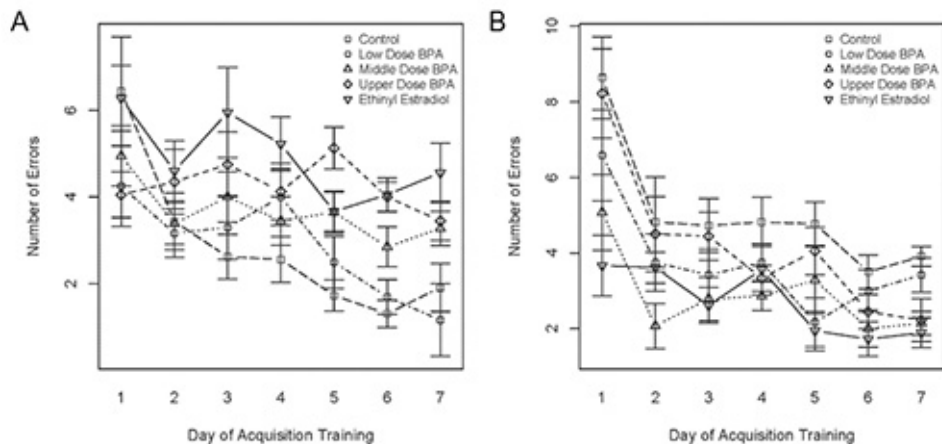 A
Control
Low Dose BPA
Middle Dose BPA
Upper Dose BPA
Ethinyl Estradiol
Number of Errors
6
4
2
1 2 3 4 5 6 7
Day of Acquisition Training
B
Control
Low Dose BPA
Middle Dose BPA
Upper Dose BPA
Ethinyl Estradiol
Number of Errors
10
8
6
4
2
1 2 3 4 5 6 7
Day of Acquisition Training